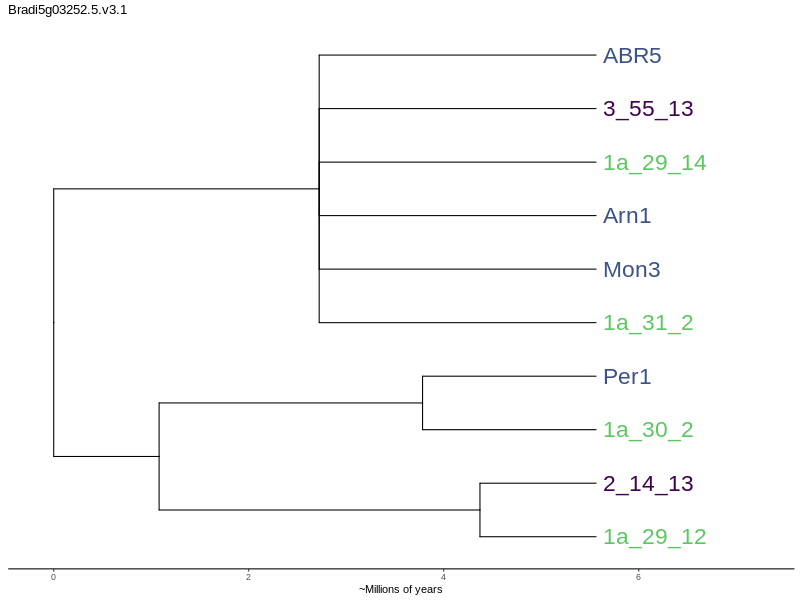 Bradi5g03252.5.v3.1
ABR5
3_55_13
1a_29_14
Arn1
Mon3
1a_31_2
Per1
1a_30_2
2_14_13
1a_29_12
0 2 4 6
~Millions of years